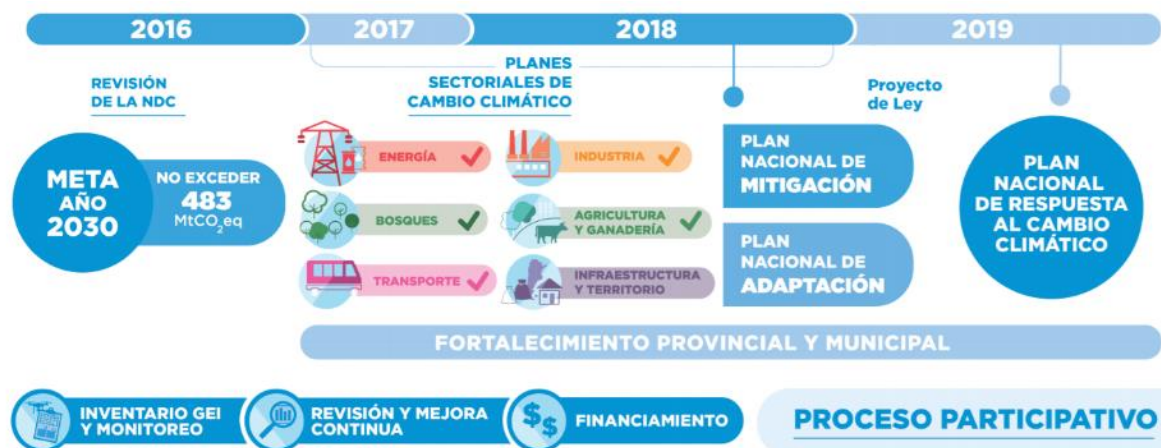 2016
2017
2018
2019
REVISIÓN
DE LA NDC
PLANES
SECTORIALES DE
CAMBIO CLIMÁTICO
Proyecto
de Ley
META
AÑO
2030
NO EXCEDER
483
MtCO₂eq
ENERGÍA
INDUSTRIA
BOSQUES
AGRICULTURA
Y GANADERÍA
TRANSPORTE
INFRAESTRUCTURA
Y TERRITORIO
PLAN
NACIONAL DE
MITIGACIÓN
PLAN
NACIONAL DE
ADAPTACIÓN
PLAN
NACIONAL
DE RESPUESTA
AL CAMBIO
CLIMÁTICO
FORTALECIMIENTO PROVINCIAL Y MUNICIPAL
INVENTARIO GEI
Y MONITOREO
REVISIÓN Y MEJORA
CONTINUA
$$
FINANCIAMIENTO
PROCESO PARTICIPATIVO